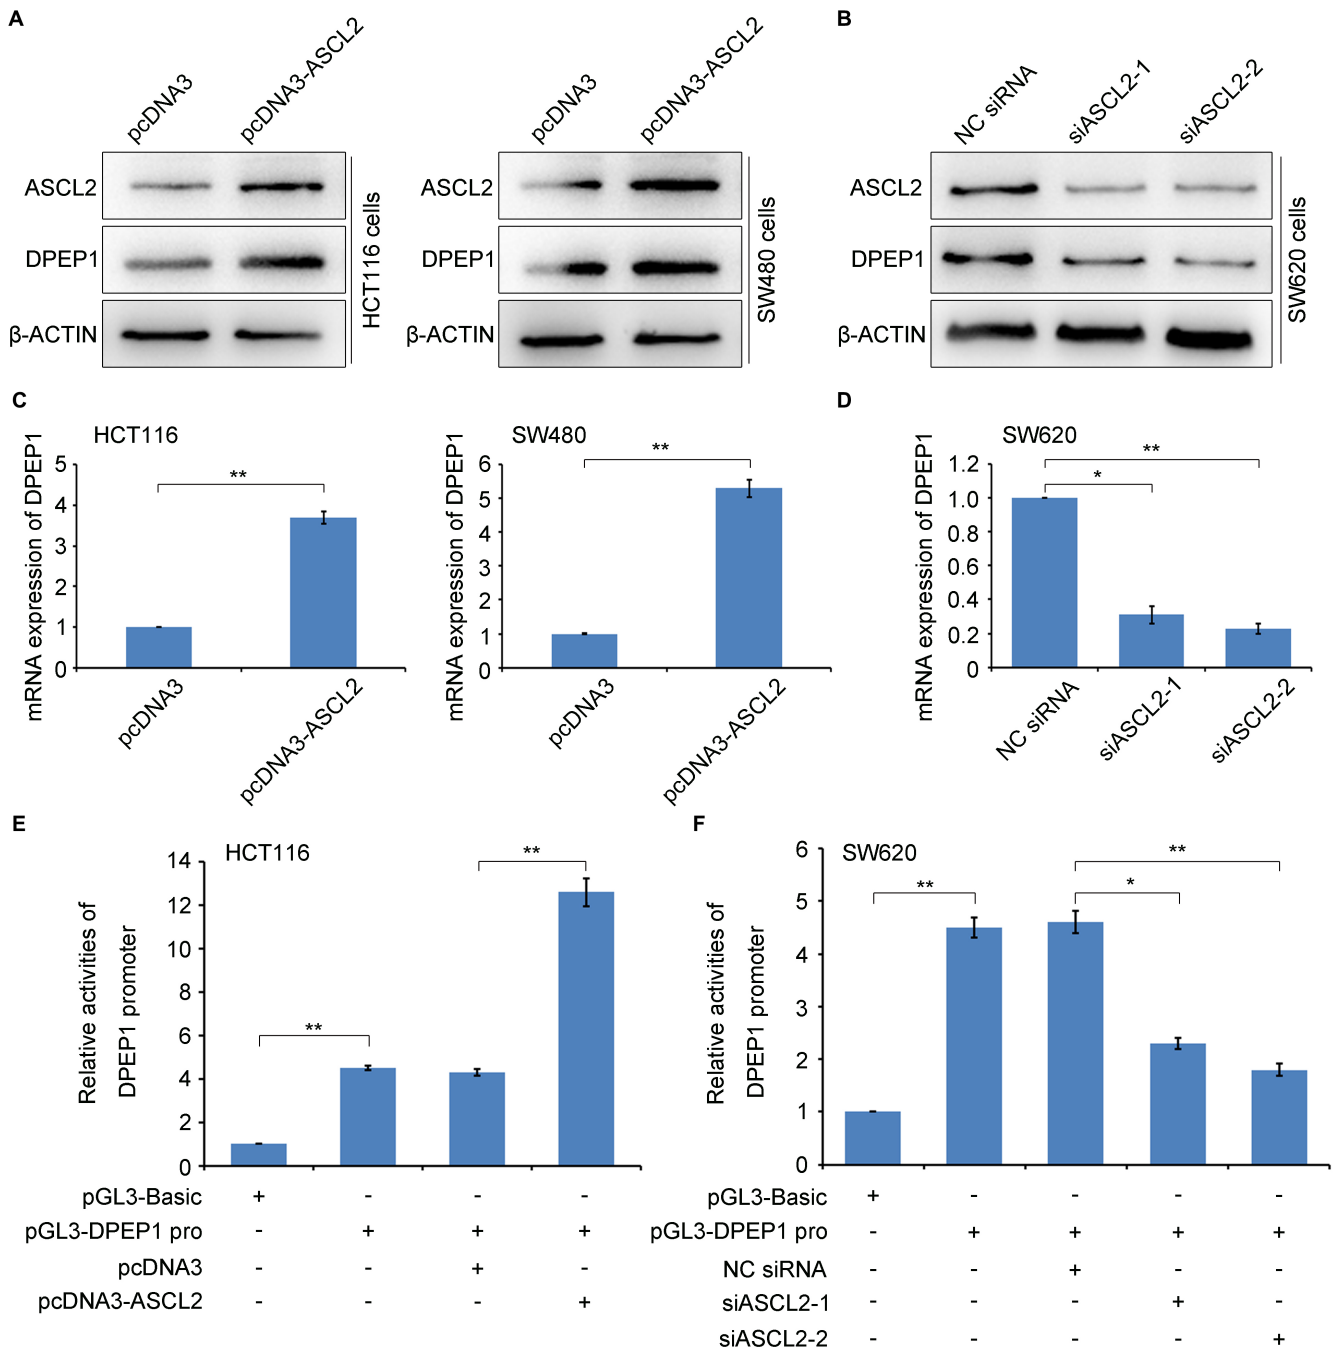 A
B
pcDNA3
pcDNA3-ASCL2
pcDNA3
pcDNA3-ASCL2
NC siRNA
siASCL2-1
siASCL2-2
ASCL2
DPEP1
β-ACTIN
HCT116 cells
ASCL2
DPEP1
β-ACTIN
SW480 cells
ASCL2
DPEP1
β-ACTIN
SW620 cells
C
HCT116
mRNA expression of DPEP1
5
4
3
2
1
0
**
pcDNA3
pcDNA3-ASCL2
SW480
mRNA expression of DPEP1
6
5
4
3
2
1
0
**
pcDNA3
pcDNA3-ASCL2
D
SW620
mRNA expression of DPEP1
1.2
1.0
0.8
0.6
0.4
0.2
0
**
*
NC siRNA
siASCL2-1
siASCL2-2
E
HCT116
Relative activities of
DPEP1 promoter
14
12
10
8
6
4
2
0
**
**
pGL3-Basic + - - -
pGL3-DPEP1 pro - + + +
pcDNA3 - - + -
pcDNA3-ASCL2 - - - +
F
SW620
Relative activities of
DPEP1 promoter
6
5
4
3
2
1
0
**
**
*
pGL3-Basic + - - - -
pGL3-DPEP1 pro - + + + +
NC siRNA - - + - -
siASCL2-1 - - - + -
siASCL2-2 - - - - +